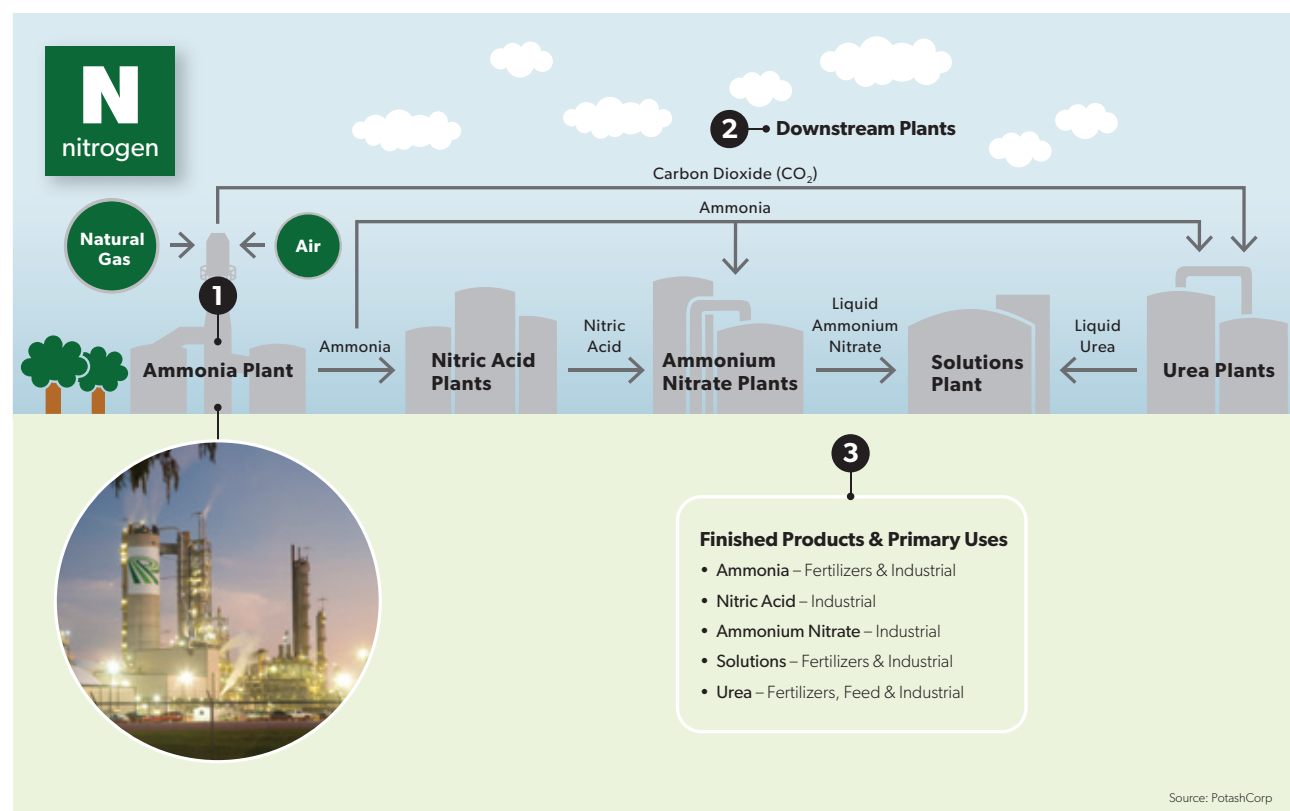 N
nitrogen
2
Downstream Plants
Carbon Dioxide (CO₂)
Ammonia
Natural
Gas
Air
1
Ammonia Plant
Ammonia
Nitric Acid
Plants
Nitric
Acid
Ammonium
Nitrate Plants
Liquid
Ammonium
Nitrate
Solutions
Plant
Liquid
Urea
Urea Plants
3
Finished Products & Primary Uses
• Ammonia – Fertilizers & Industrial
• Nitric Acid – Industrial
• Ammonium Nitrate – Industrial
• Solutions – Fertilizers & Industrial
• Urea – Fertilizers, Feed & Industrial
Source: PotashCorp